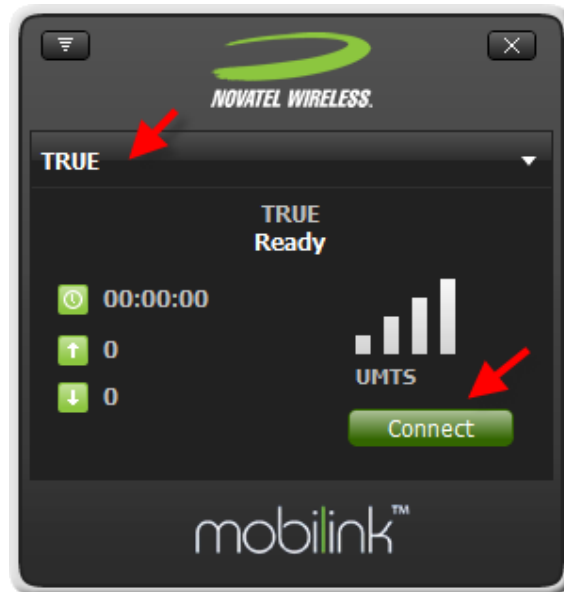 NOVATEL WIRELESS.
TRUE
TRUE
Ready
00:00:00
0
UMTS
0
Connect
mobilink™